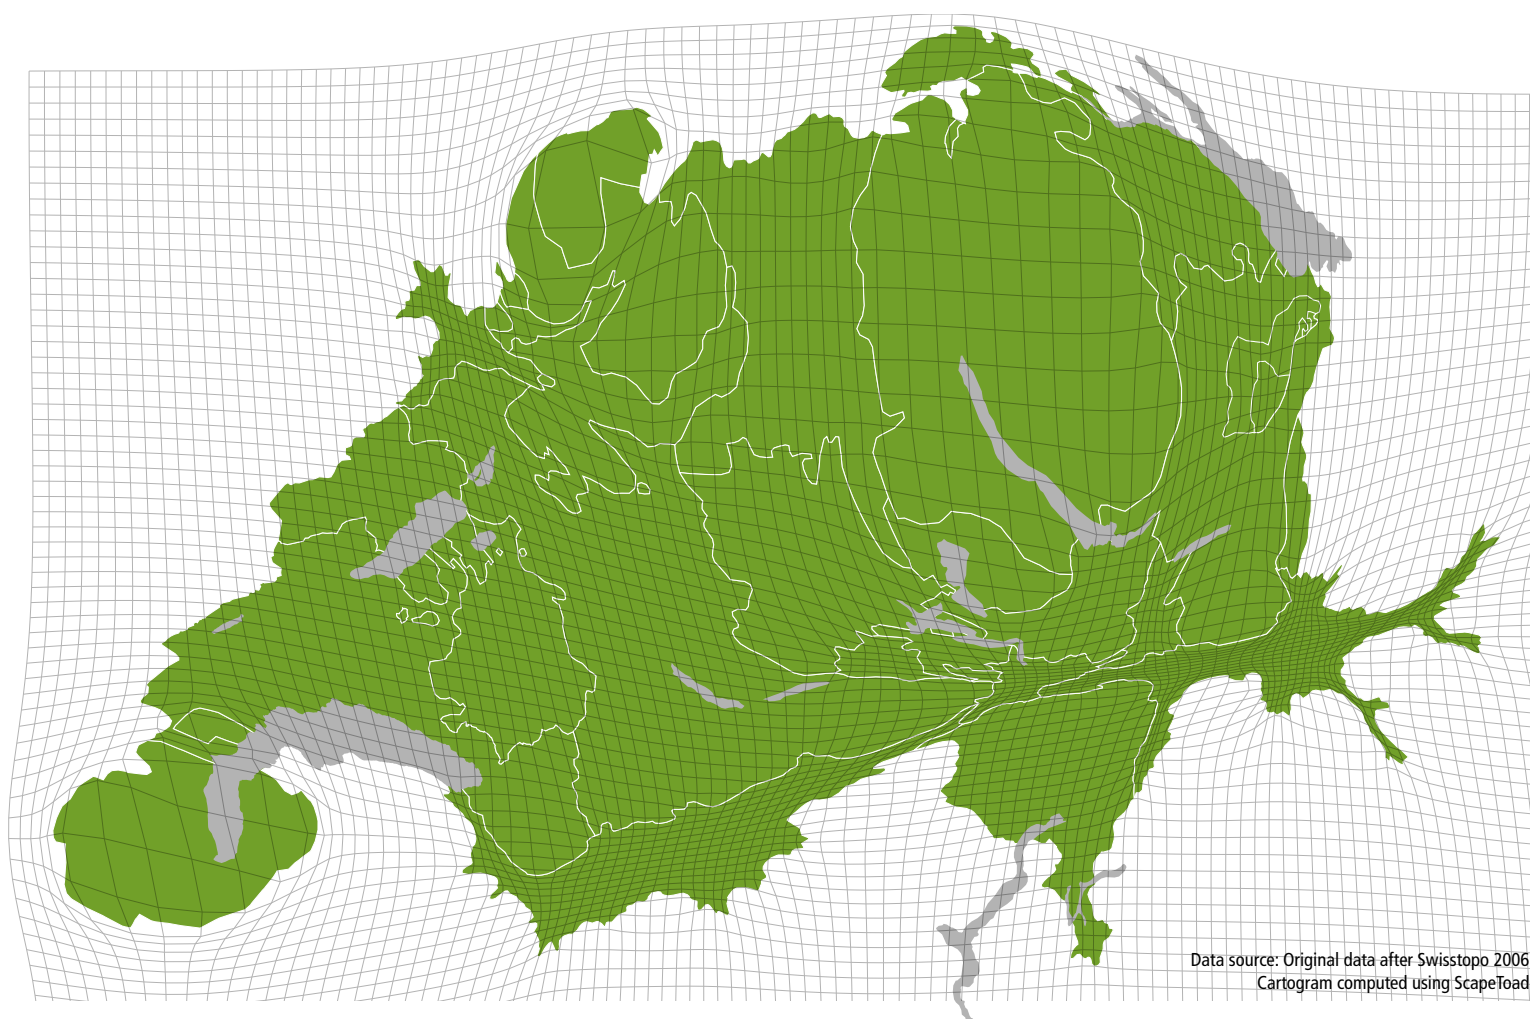 Data source: Original data after Swisstopo 2006
Cartogram computed using ScapeToad